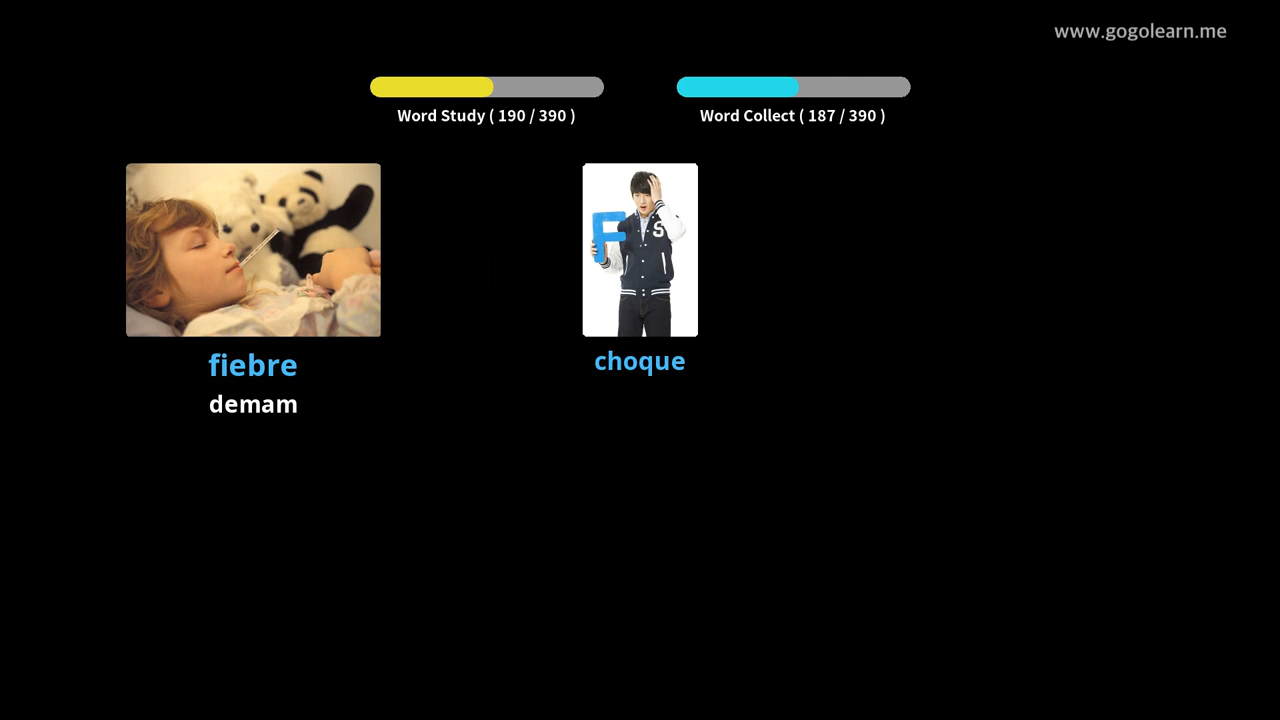 www.gogolearn.me
Word Study ( 190 / 390 )
Word Collect ( 187 / 390 )
F
S
fiebre
demam
choque